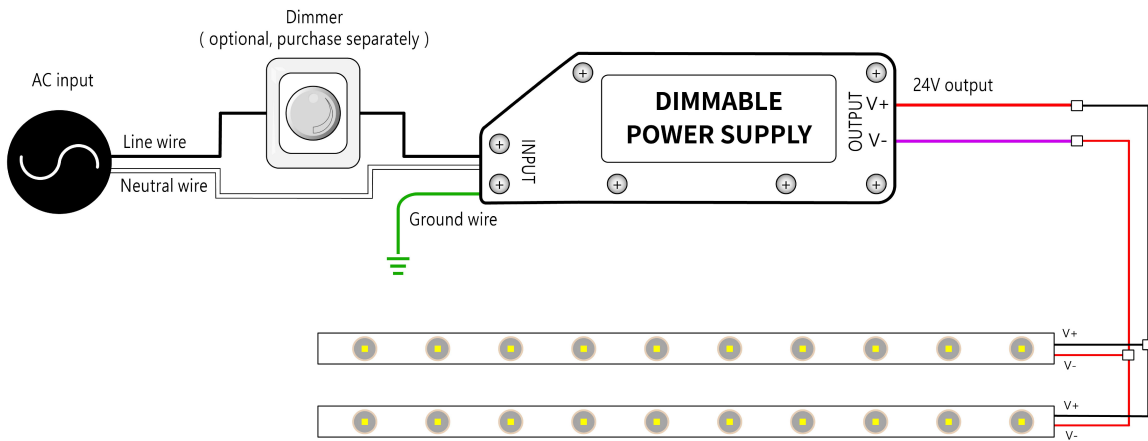 Dimmer
( optional, purchase separately )
AC input
Line wire
Neutral wire
Ground wire
INPUT
DIMMABLE
POWER SUPPLY
OUTPUT
V+
V-
24V output
V+
V-
V+
V-